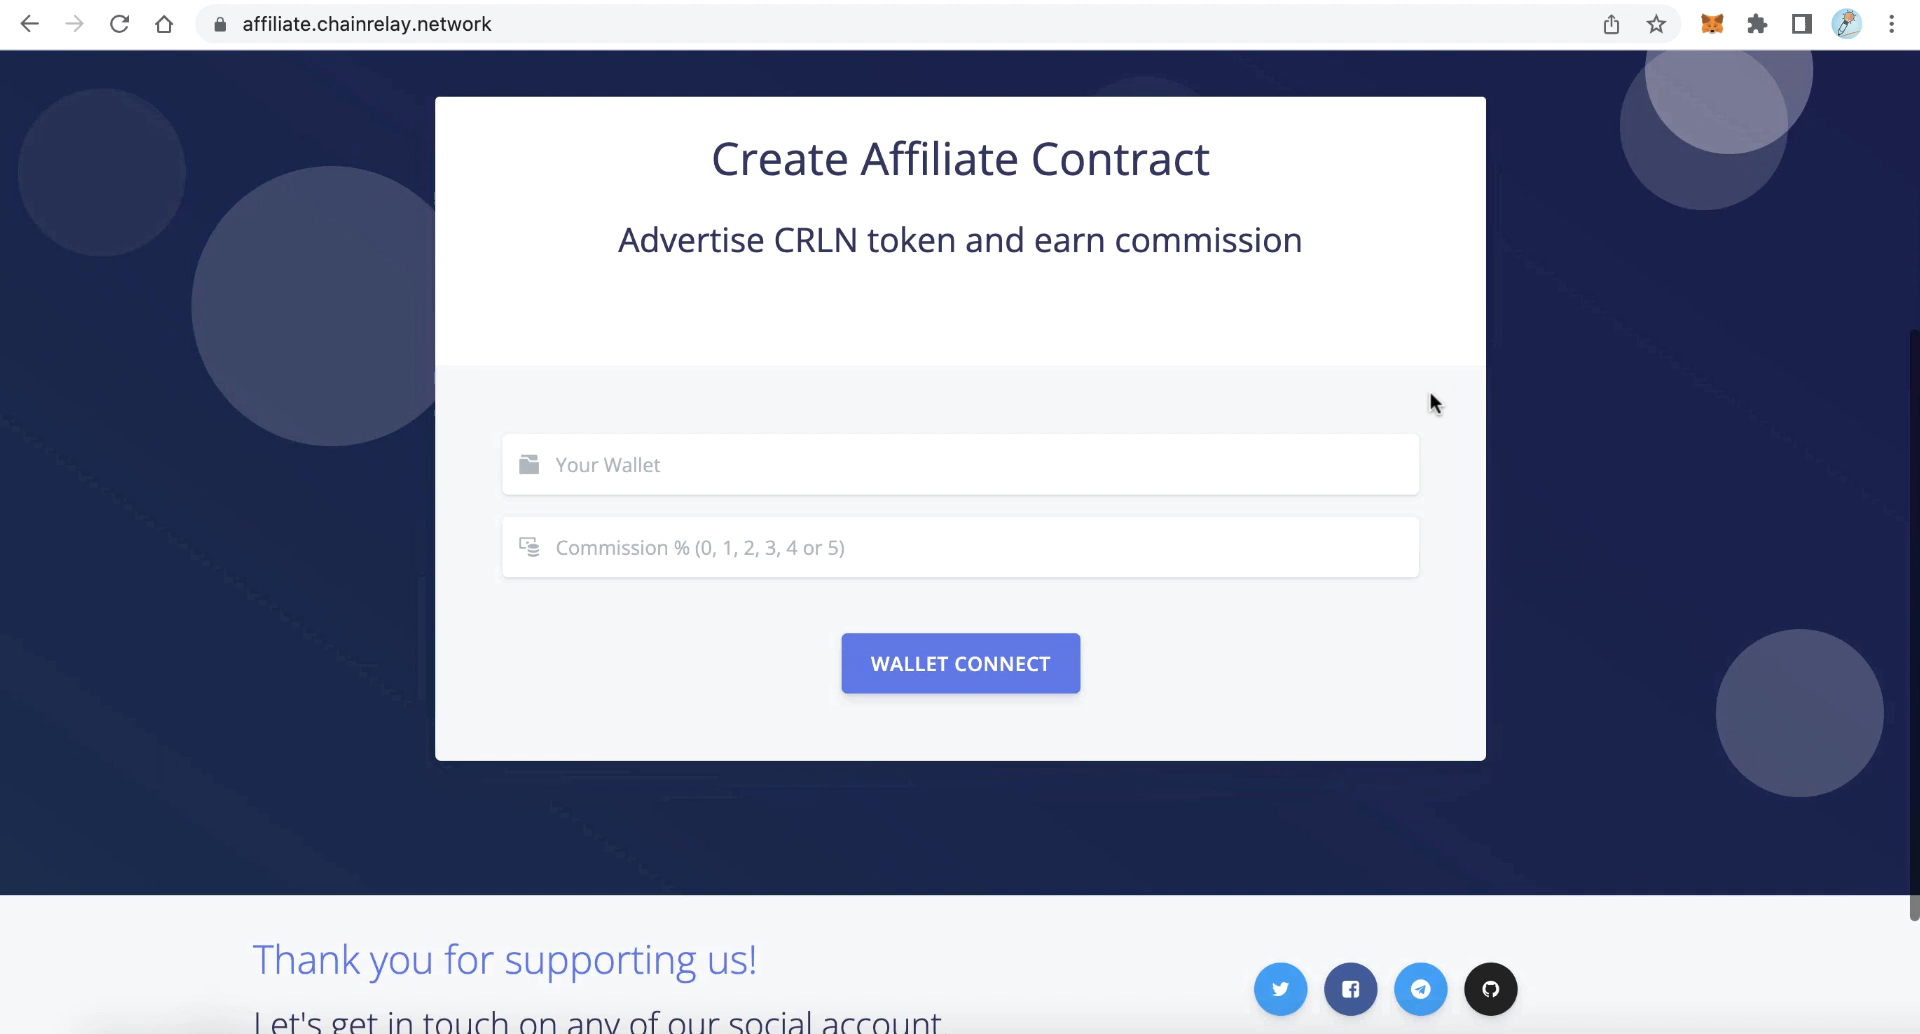 affiliate.chainrelay.network
Create Affiliate Contract
Advertise CRLN token and earn commission
Your Wallet
Commission % (0, 1, 2, 3, 4 or 5)
WALLET CONNECT
Thank you for supporting us!
Let's get in touch on any of our social account.